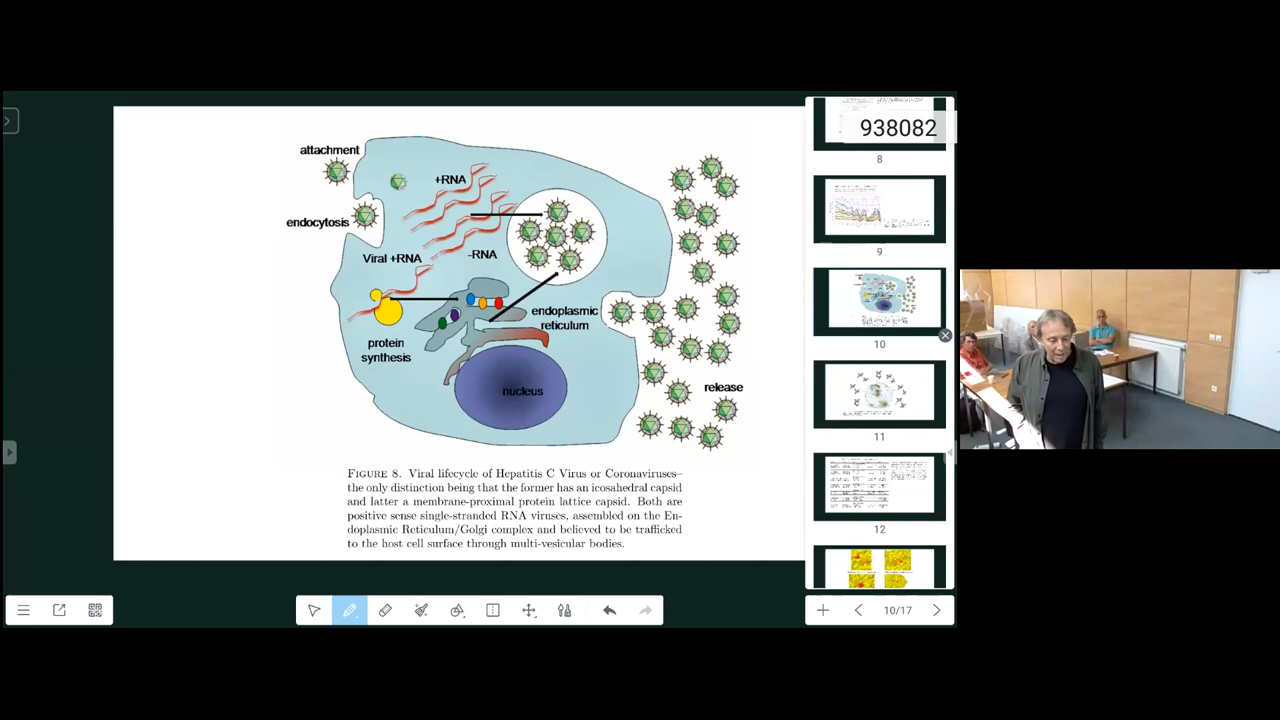 attachment
+RNA
endocytosis
Viral +RNA
-RNA
endoplasmic
reticulum
protein
synthesis
nucleus
release
FIGURE 8. Viral lifecycle of Hepatitis C Virus or Coronaviruses–
the only distinction being that the former has an icosahedral capsid
and latter a membrane-proximal protein lattice capsid. Both are
positive sense single-stranded RNA viruses, assembled on the En-
doplasmic Reticulum/Golgi complex and believed to be trafficked
to the host cell surface through multi-vesicular bodies.
938082
8
9
10
11
12
10/17